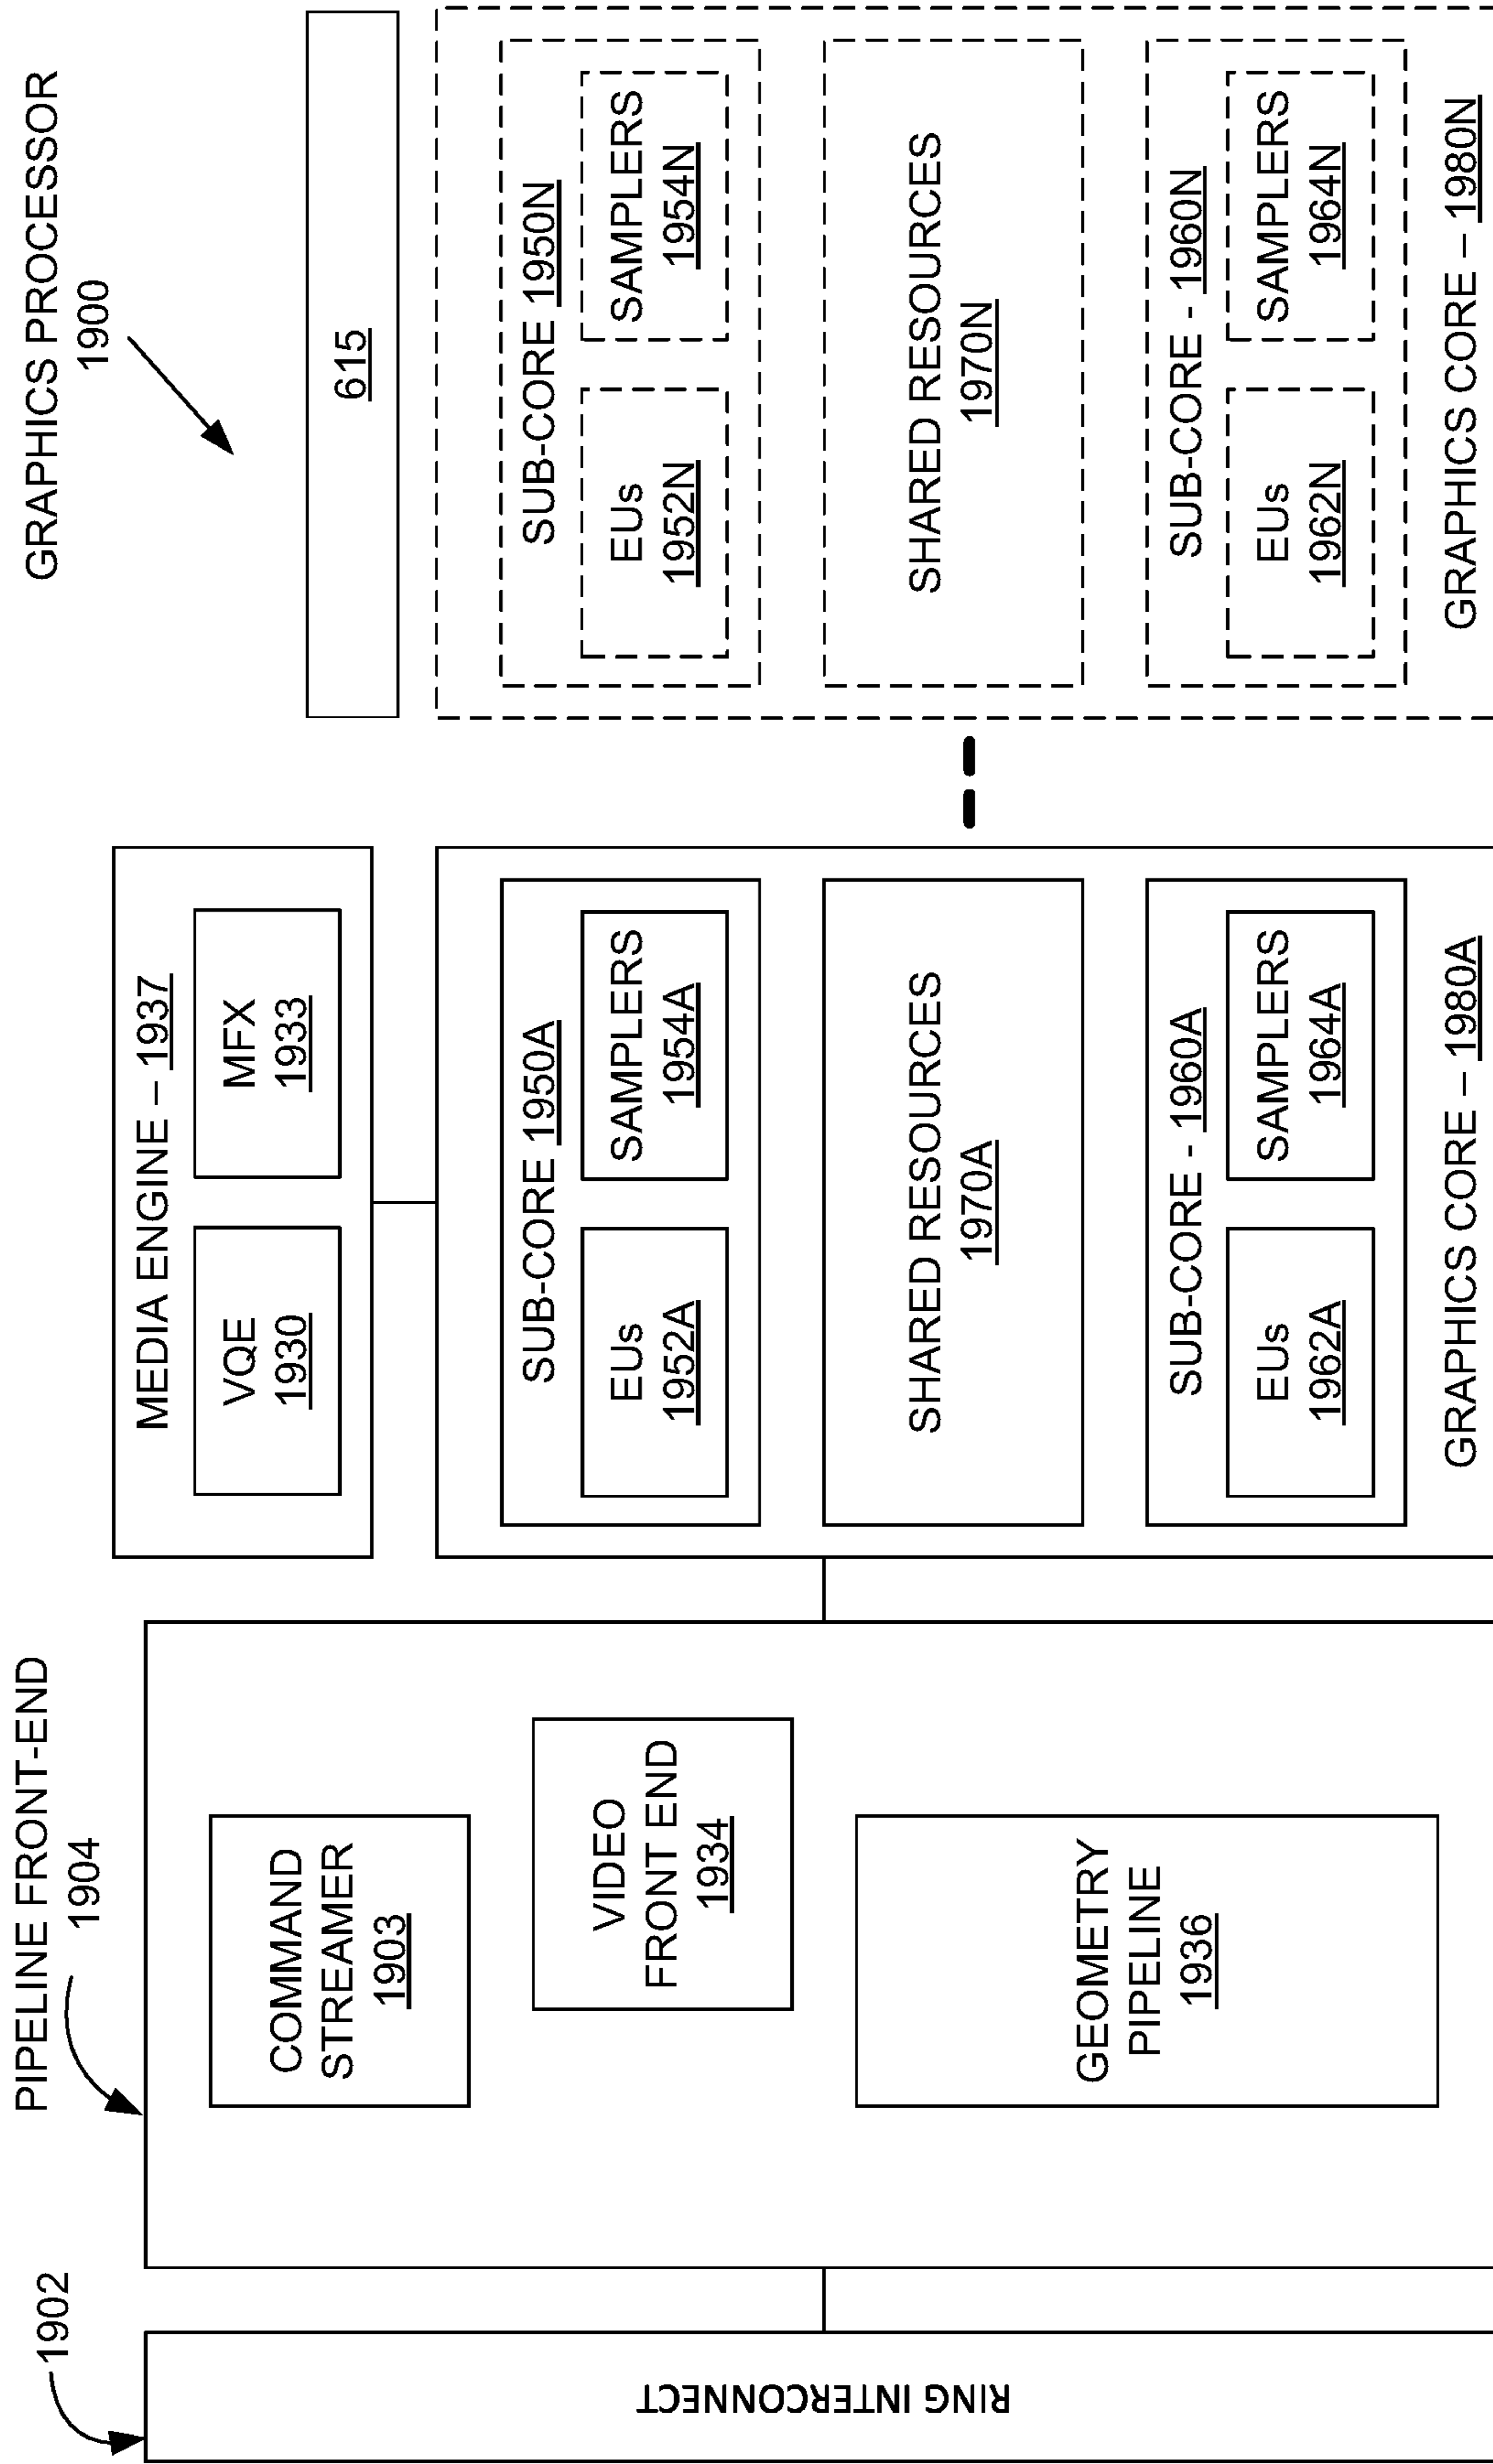 GRAPHICS PROCESSOR
1900
PIPELINE FRONT-END
1904
1902
RING INTERCONNECT
COMMAND
STREAMER
1903
VIDEO
FRONT END
1934
GEOMETRY
PIPELINE
1936
MEDIA ENGINE – 1937
VQE
1930
MFX
1933
SUB-CORE 1950A
EUs
1952A
SAMPLERS
1954A
SHARED RESOURCES
1970A
SUB-CORE - 1960A
EUs
1962A
SAMPLERS
1964A
GRAPHICS CORE – 1980A
615
SUB-CORE 1950N
EUs
1952N
SAMPLERS
1954N
SHARED RESOURCES
1970N
SUB-CORE - 1960N
EUs
1962N
SAMPLERS
1964N
GRAPHICS CORE – 1980N